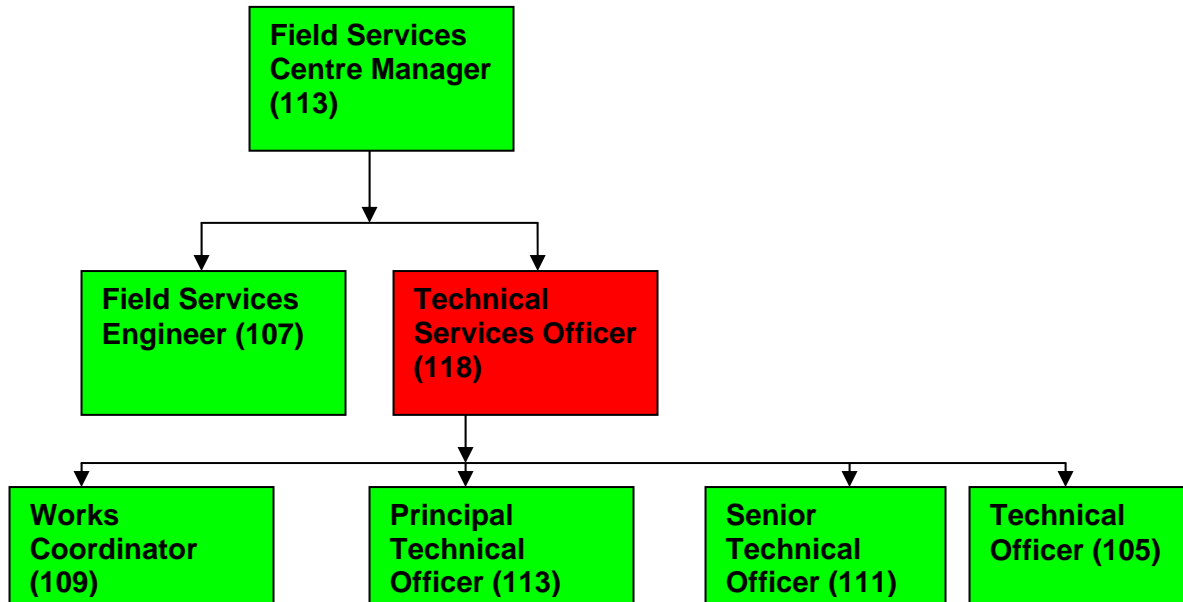 Field Services
Centre Manager
(113)
Field Services
Engineer (107)
Technical
Services Officer
(118)
Works
Coordinator
(109)
Principal
Technical
Officer (113)
Senior
Technical
Officer (111)
Technical
Officer (105)